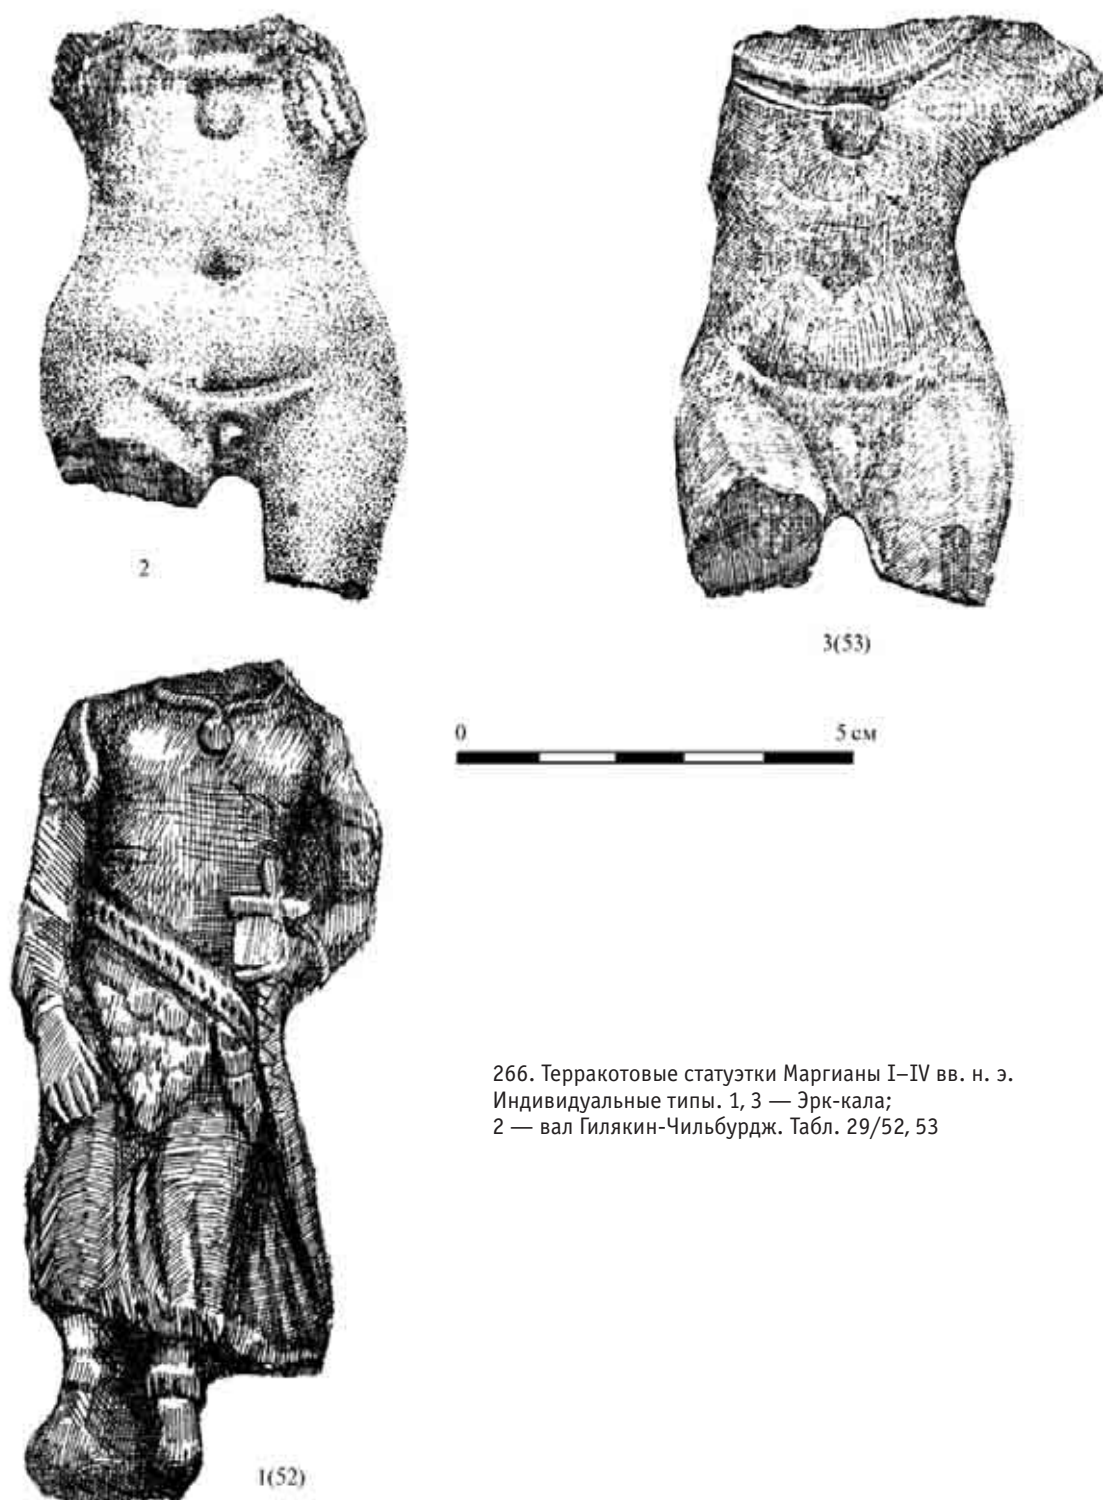 2
3(53)
0 5 см
266. Терракотовые статуэтки Маргианы I–IV вв. н. э.
Индивидуальные типы. 1, 3 — Эрк-кала;
2 — вал Гилякин-Чильбурдж. Табл. 29/52, 53
1(52)